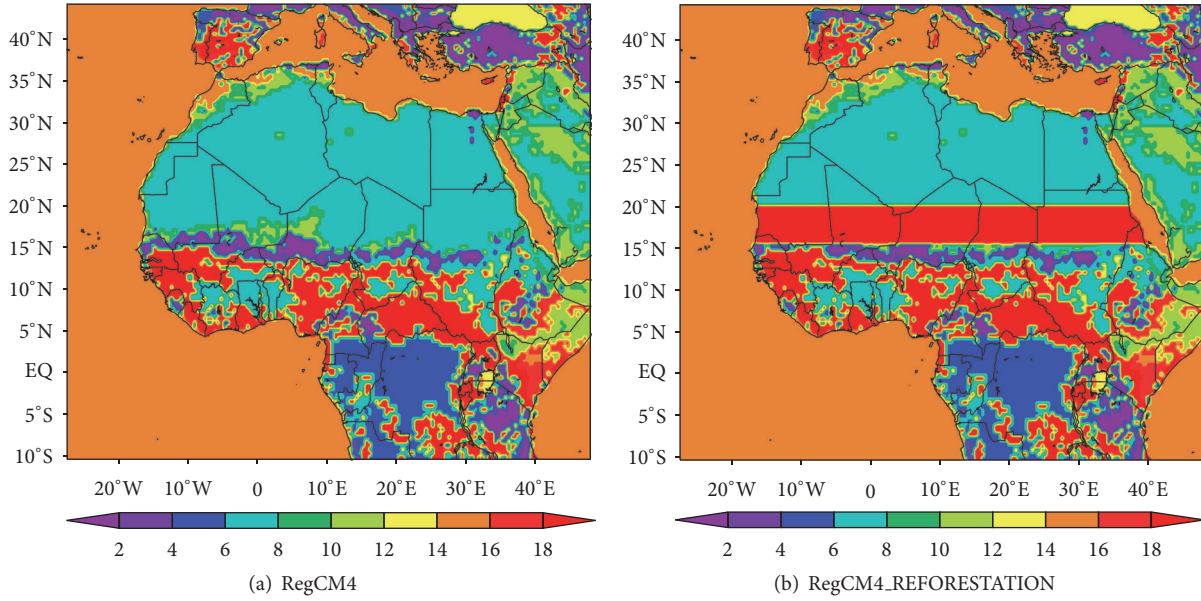 40°N
35°N
30°N
25°N
20°N
15°N
10°N
5°N
EQ
5°S
10°S
20°W 10°W 0 10°E 20°E 30°E 40°E
2 4 6 8 10 12 14 16 18
(a) RegCM4
40°N
35°N
30°N
25°N
20°N
15°N
10°N
5°N
EQ
5°S
10°S
20°W 10°W 0 10°E 20°E 30°E 40°E
2 4 6 8 10 12 14 16 18
(b) RegCM4_REFORESTATION